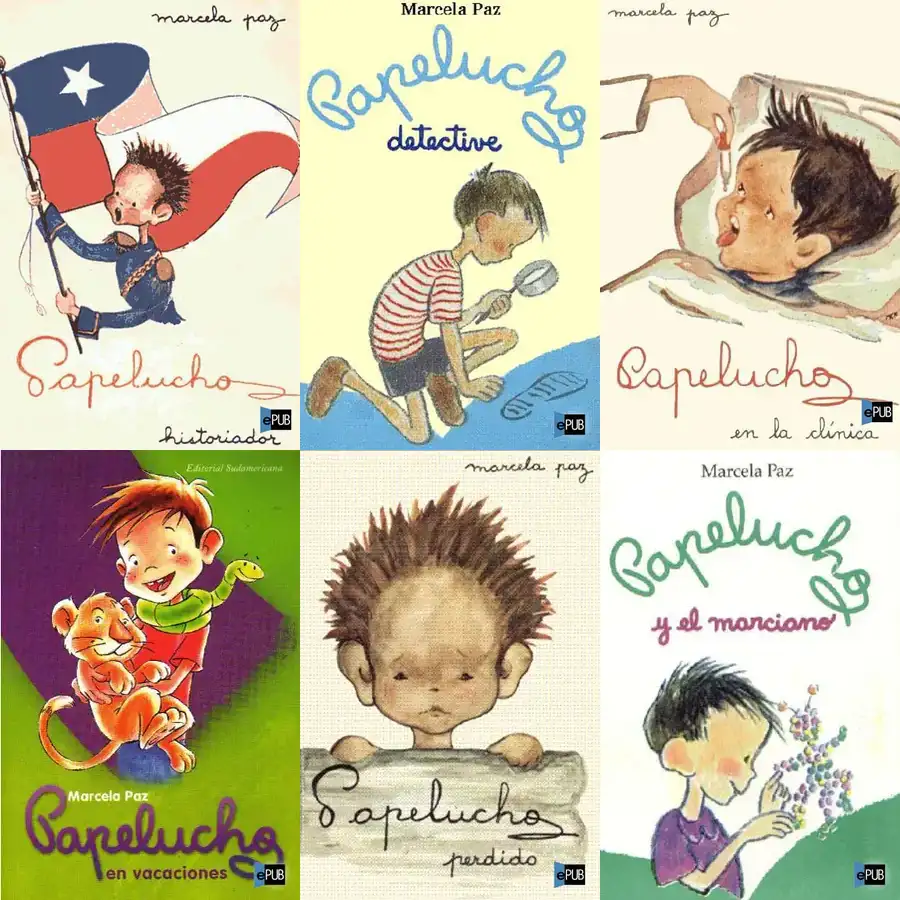 marcela paz
Papelucho
historiador
ePUB
Marcela Paz
Papelucho
detective
ePUB
marcela paz
Papelucho
ePUB
en la clínica
Editorial Sudamericana
Marcela Paz
Papelucho
en vacaciones
ePUB
marcela paz
Papelucho
perdido
ePUB
Marcela Paz
Papelucho
y el marciano
ePUB